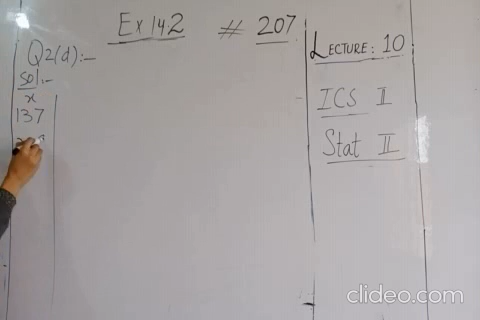 Ex 14.2 # 207
Q2(d):-
Sol:-
x
137
LECTURE: 10
ICS II
Stat II
clideo.com